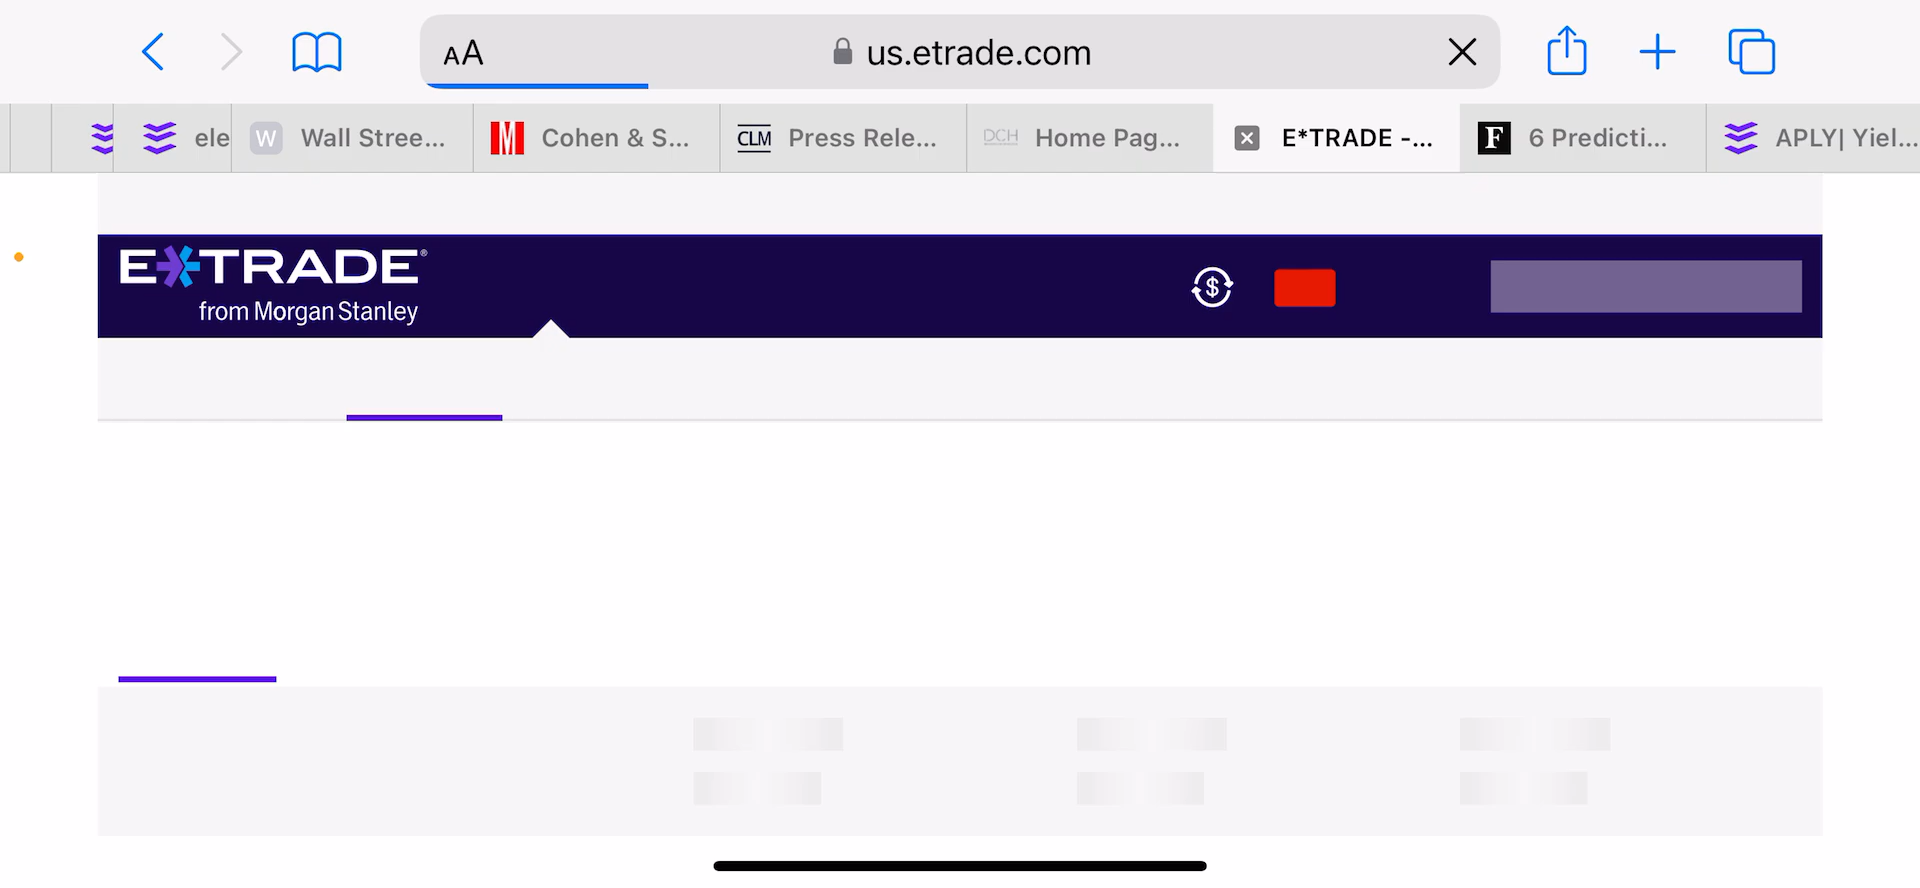 AA us.etrade.com
ele Wall Stree... Cohen & S... CLM Press Rele... DCH Home Pag... E*TRADE -... F 6 Predicti... APLY| Yiel...
E*TRADE®
from Morgan Stanley